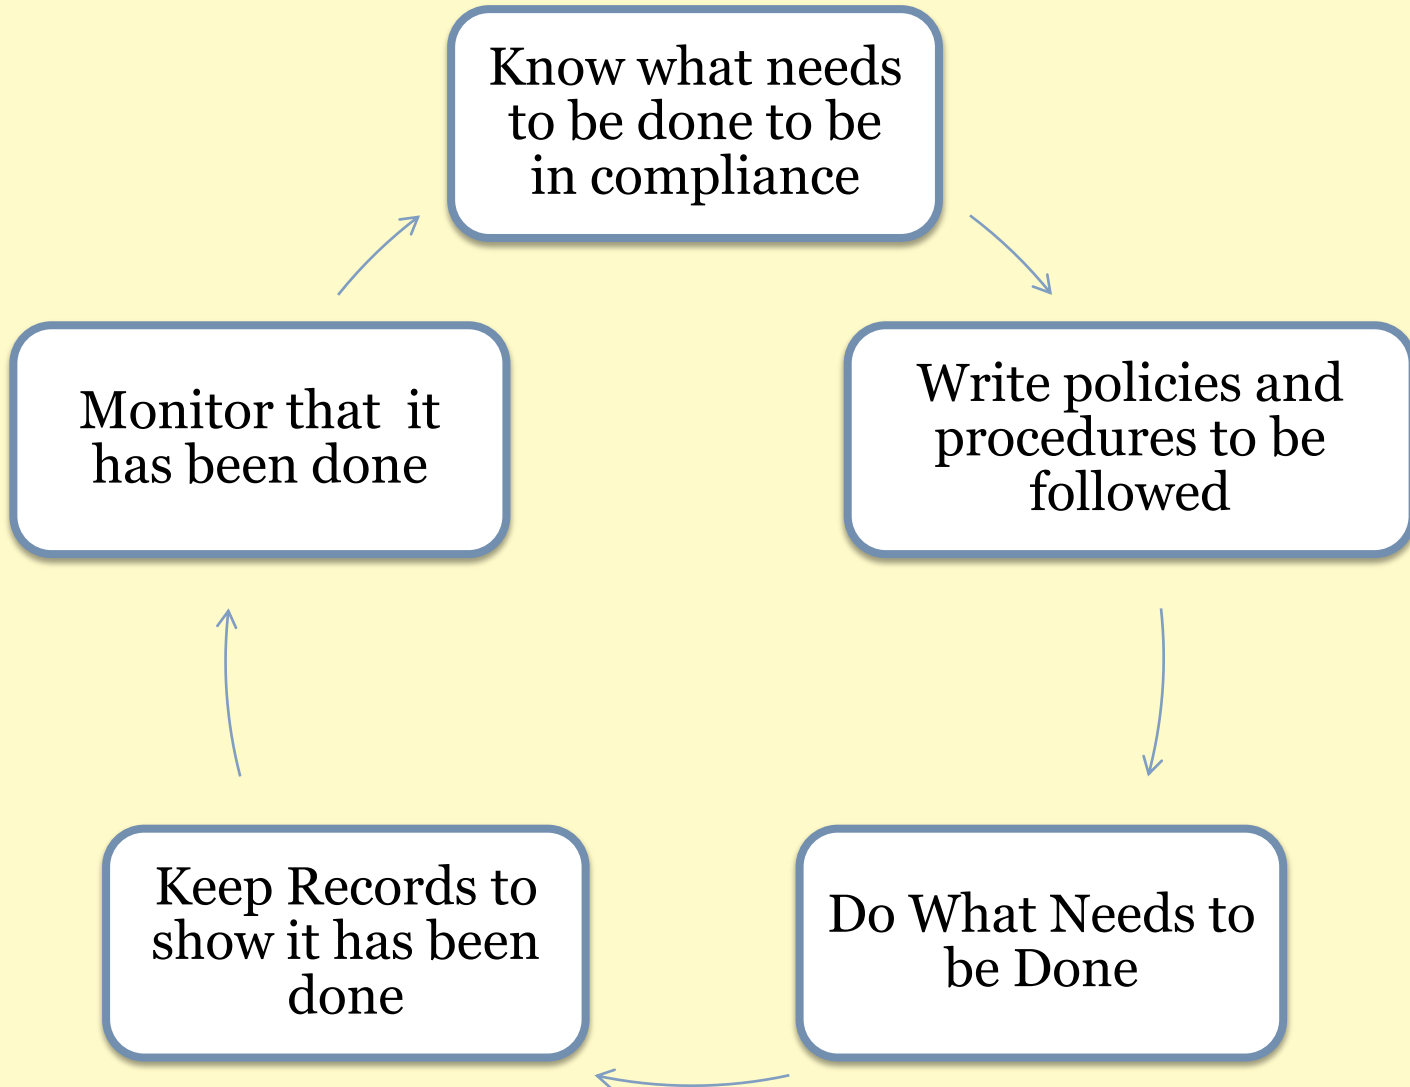 Know what needs
to be done to be
in compliance
Write policies and
procedures to be
followed
Do What Needs to
be Done
Keep Records to
show it has been
done
Monitor that  it
has been done